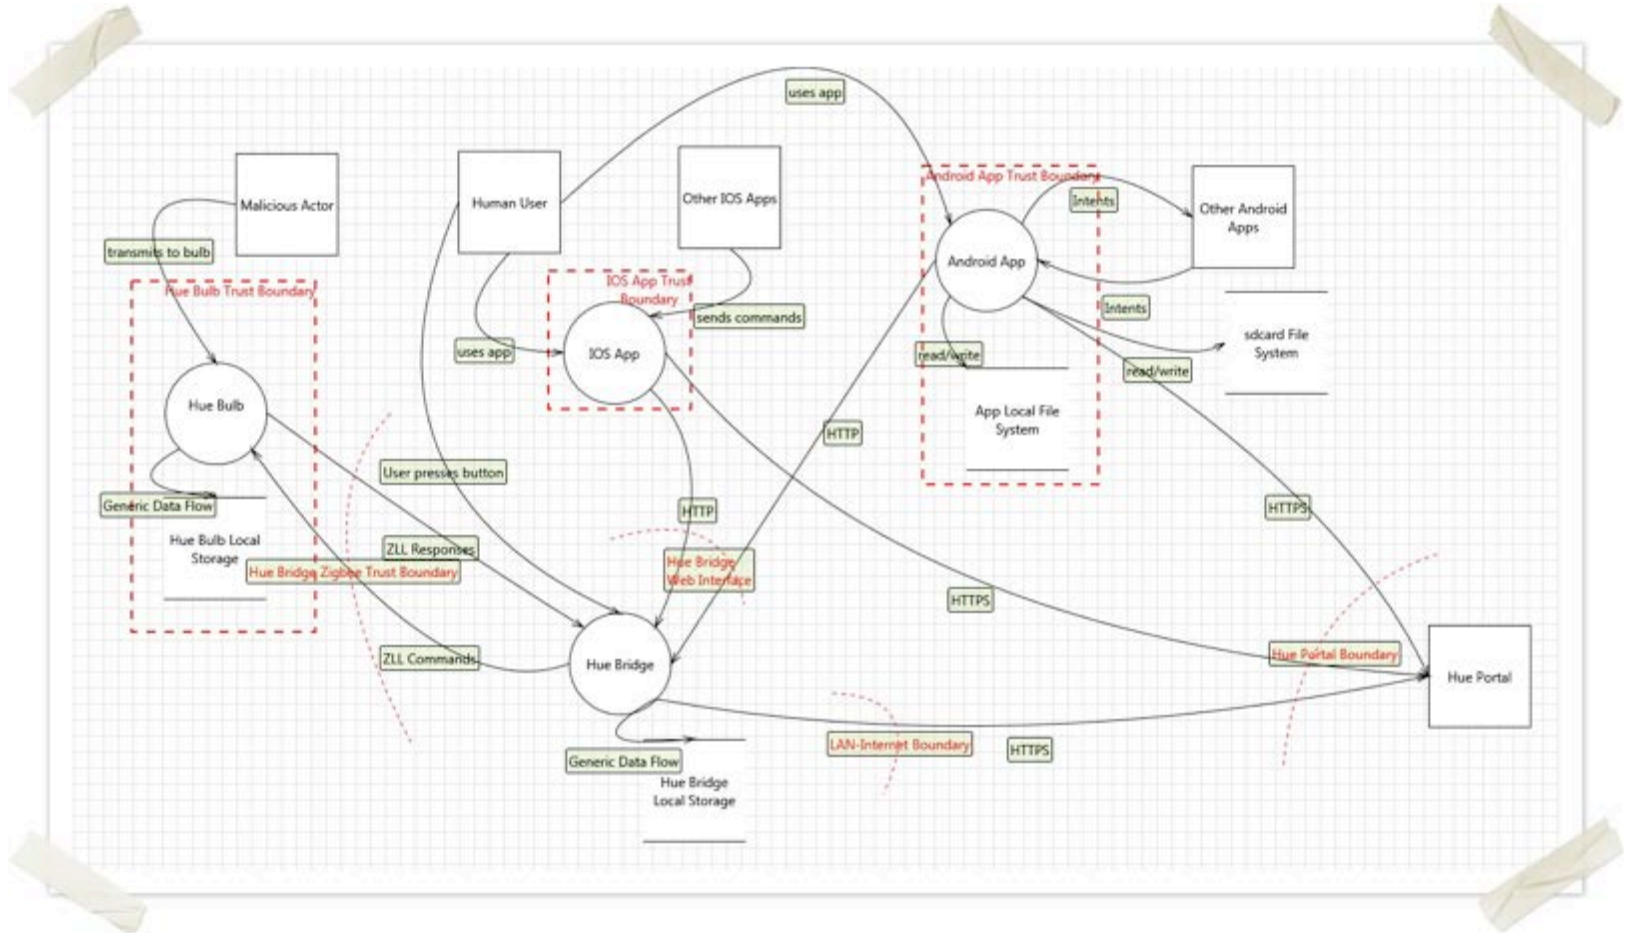 uses app
Malicious Actor
Human User
Other IOS Apps
Android App Trust Boundary
Intents
Other Android
Apps
transmits to bulb
Hue Bulb Trust Boundary
IOS App Trust
Boundary
Android App
sends commands
Intents
uses app
IOS App
read/write
sdcard File
System
read/write
Hue Bulb
App Local File
System
HTTP
User presses button
Generic Data Flow
HTTP
HTTPS
Hue Bulb Local
Storage
ZLL Responses
Hue Bridge Zigbee Trust Boundary
Hue Bridge
Web Interface
HTTPS
ZLL Commands
Hue Bridge
Hue Portal Boundary
Hue Portal
LAN-Internet Boundary
HTTPS
Generic Data Flow
Hue Bridge
Local Storage